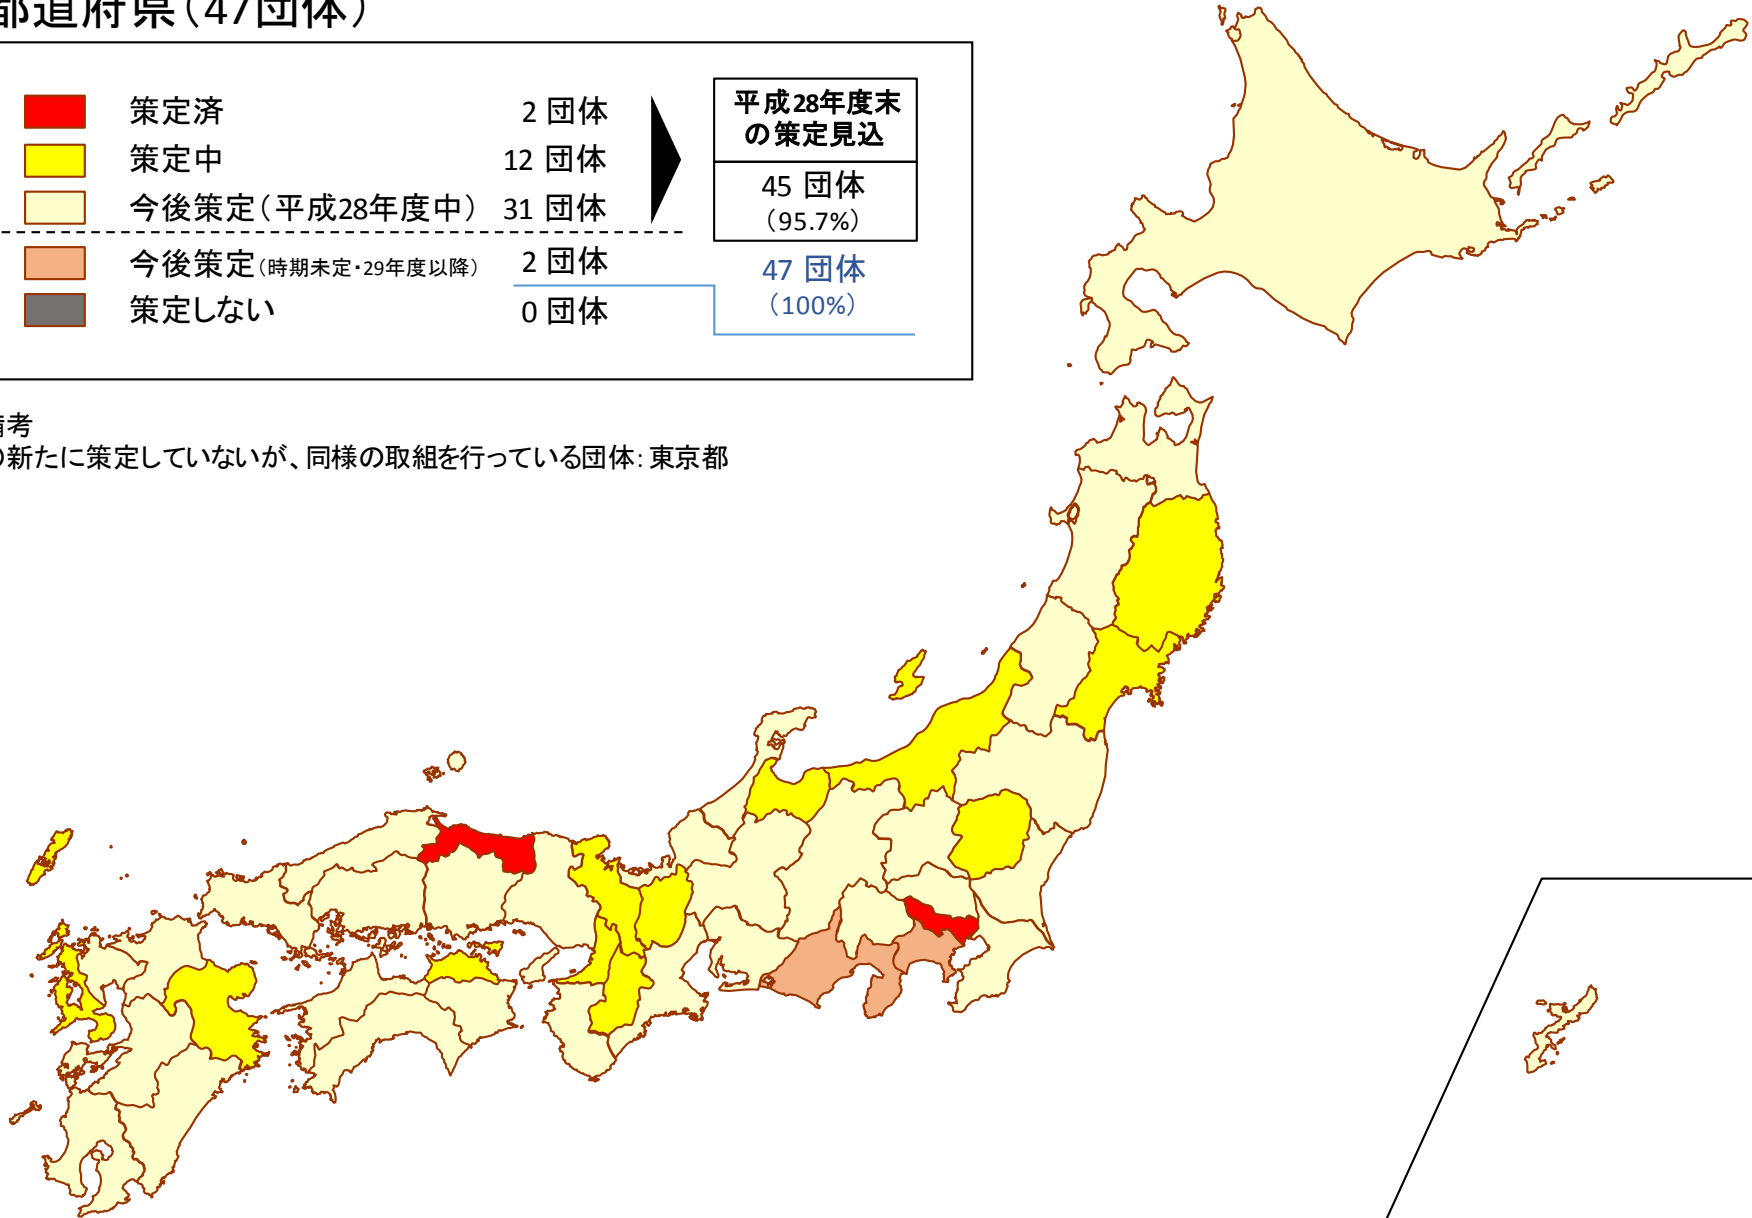 都道府県（47団体）
策定済 2 団体
策定中 12 団体
今後策定（平成28年度中） 31 団体
今後策定（時期未定・29年度以降） 2 団体
策定しない 0 団体
平成28年度末
の策定見込
45 団体
（95.7%）
47 団体
（100%）
備考
の新たに策定していないが、同様の取組を行っている団体：東京都